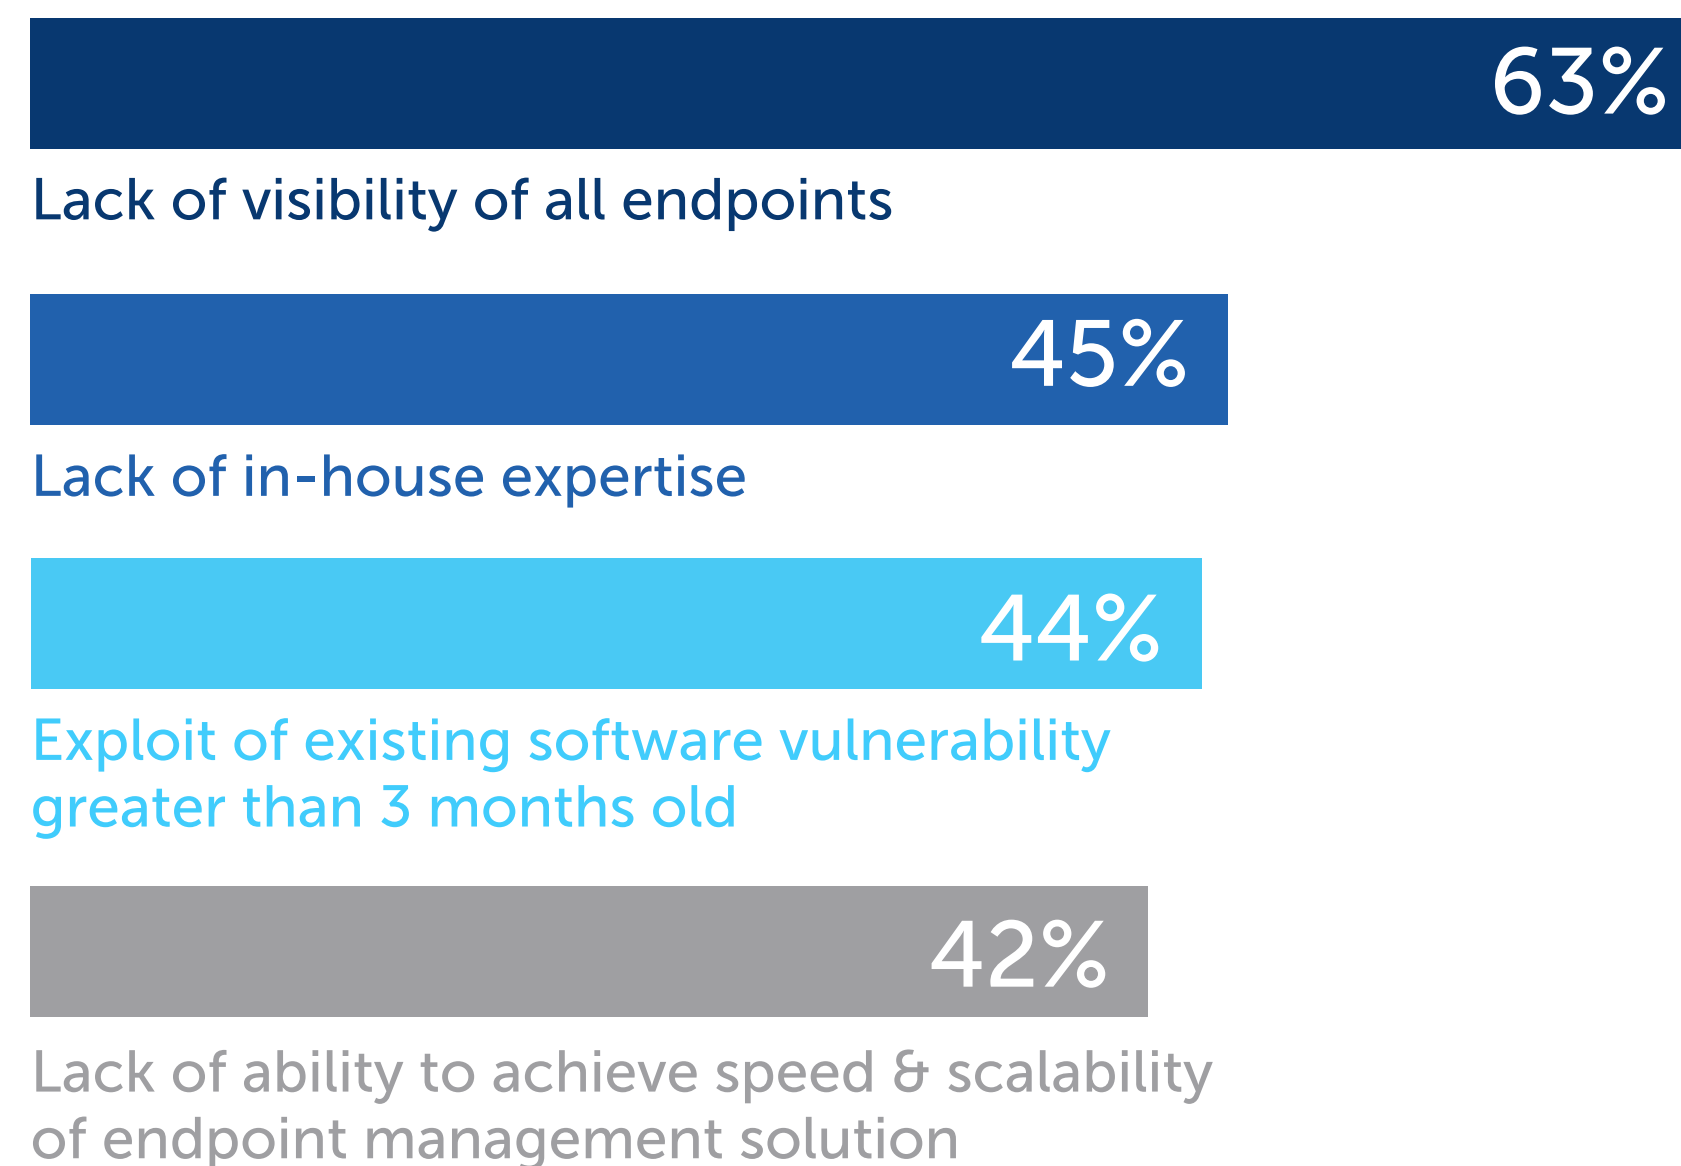 63%
Lack of visibility of all endpoints
45%
Lack of in-house expertise
44%
Exploit of existing software vulnerability
greater than 3 months old
42%
Lack of ability to achieve speed & scalability
of endpoint management solution